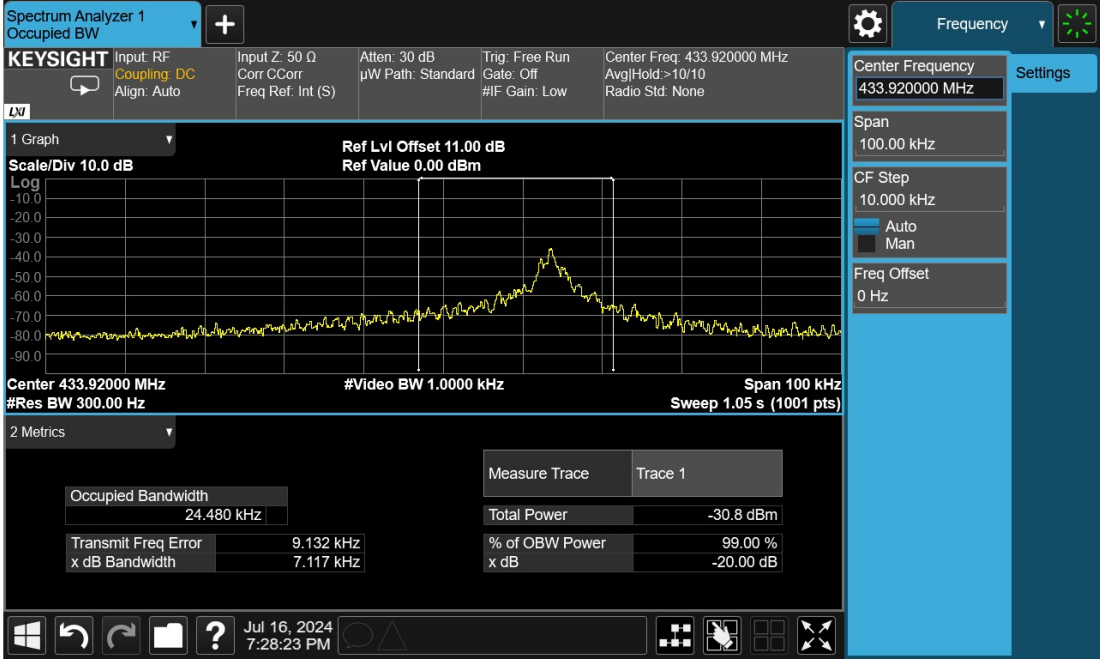 Spectrum Analyzer 1
Occupied BW
+
Frequency
KEYSIGHT
LXI
Input: RF
Coupling: DC
Align: Auto
Input Z: 50 Ω
Corr CCorr
Freq Ref: Int (S)
Atten: 30 dB
µW Path: Standard
Trig: Free Run
Gate: Off
#IF Gain: Low
Center Freq: 433.920000 MHz
Avg|Hold:>10/10
Radio Std: None
Center Frequency
433.920000 MHz
Settings
Span
100.00 kHz
CF Step
10.000 kHz
Auto
Man
Freq Offset
0 Hz
1 Graph
Scale/Div 10.0 dB
Ref Lvl Offset 11.00 dB
Ref Value 0.00 dBm
Log
-10.0
-20.0
-30.0
-40.0
-50.0
-60.0
-70.0
-80.0
-90.0
Center 433.92000 MHz
#Video BW 1.0000 kHz
Span 100 kHz
#Res BW 300.00 Hz
Sweep 1.05 s (1001 pts)
2 Metrics
Measure Trace Trace 1
Occupied Bandwidth
24.480 kHz
Total Power -30.8 dBm
Transmit Freq Error 9.132 kHz
% of OBW Power 99.00 %
x dB Bandwidth 7.117 kHz
x dB -20.00 dB
?
Jul 16, 2024
7:28:23 PM